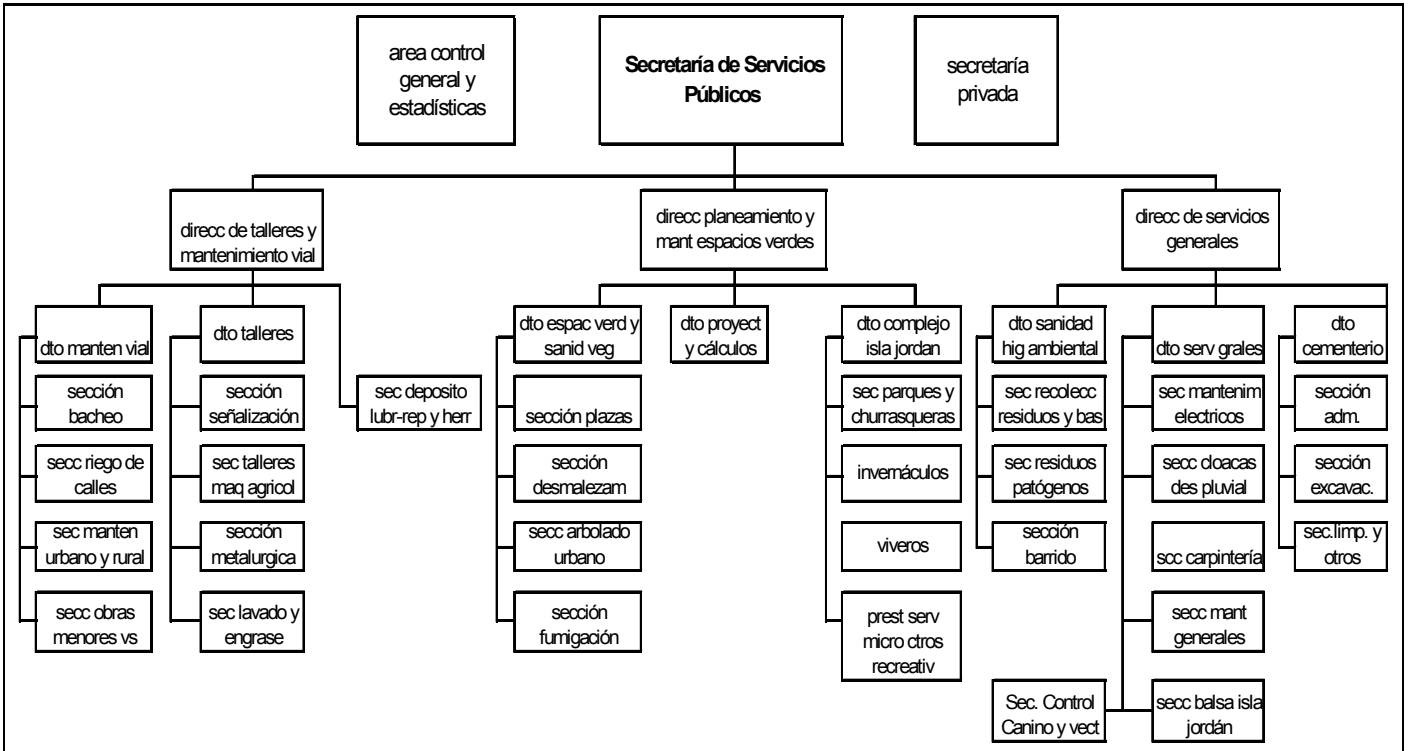 area control
general y
estadísticas
Secretaría de Servicios
Públicos
secretaría
privada
direcc de talleres y
mantenimiento vial
direcc planeamiento y
mant espacios verdes
direcc de servicios
generales
dto manten vial
dto talleres
dto espac verd y
sanid veg
dto proyect
y cálculos
dto complejo
isla jordan
dto sanidad
hig ambiental
dto serv grales
dto
cementerio
sección
bacheo
sección
señalización
sec deposito
lubr-rep y herr
sección plazas
sec parques y
churrasqueras
sec recolecc
residuos y bas
sec mantenim
electricos
sección
adm.
secc riego de
calles
sec talleres
maq agricol
sección
desmalezam
invernáculos
sec residuos
patógenos
secc cloacas
des pluvial
sección
excavac.
sec manten
urbano y rural
sección
metalurgica
secc arbolado
urbano
viveros
sección
barrido
scc carpintería
sec.limp. y
otros
secc obras
menores vs
sec lavado y
engrase
sección
fumigación
prest serv
micro ctros
recreativ
secc mant
generales
Sec. Control
Canino y vect
secc balsa isla
jordán